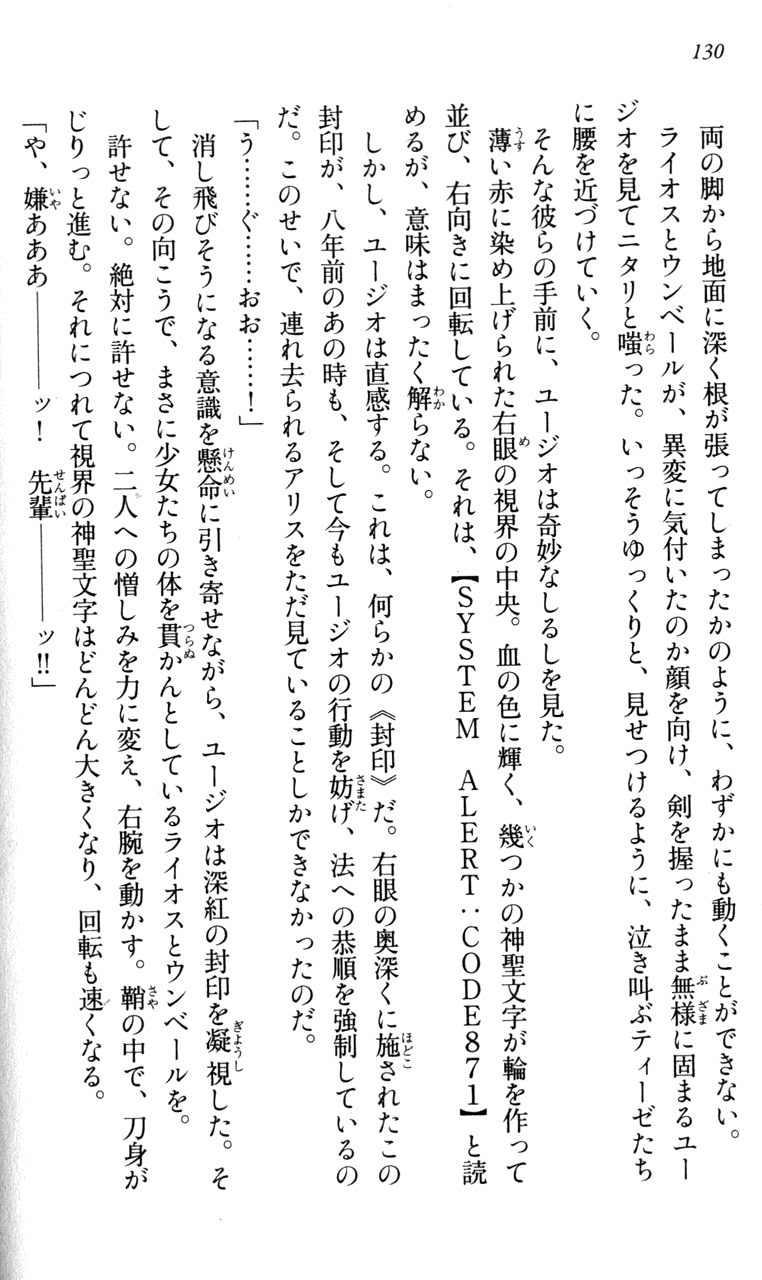 130
両の脚から地面に深く根が張ってしまったかのように、わずかにも動くことができない。
ライオスとウンベールが、異変に気付いたのか顔を向け、剣を握ったまま無様に固まるユー
ジオを見てニタリと嗤った。いっそうゆっくりと、見せつけるように、泣き叫ぶティーゼたち
に腰を近づけていく。
そんな彼らの手前に、ユージオは奇妙なしるしを見た。
薄い赤に染め上げられた右眼の視界の中央。血の色に輝く、幾つかの神聖文字が輪を作って
並び、右向きに回転している。それは、【SYSTEM ALERT：CODE871】と読
めるが、意味はまったく解らない。
しかし、ユージオは直感する。これは、何らかの《封印》だ。右眼の奥深くに施されたこの
封印が、八年前のあの時も、そして今もユージオの行動を妨げ、法への恭順を強制しているの
だ。このせいで、連れ去られるアリスをただ見ていることしかできなかったのだ。
「う……ぐ……おお……！」
消し飛びそうになる意識を懸命に引き寄せながら、ユージオは深紅の封印を凝視した。そ
して、その向こうで、まさに少女たちの体を貫かんとしているライオスとウンベールを。
許せない。絶対に許せない。二人への憎しみを力に変え、右腕を動かす。鞘の中で、刀身が
じりっと進む。それにつれて視界の神聖文字はどんどん大きくなり、回転も速くなる。
「や、嫌あああ————ッ！　先輩————ッ!!」